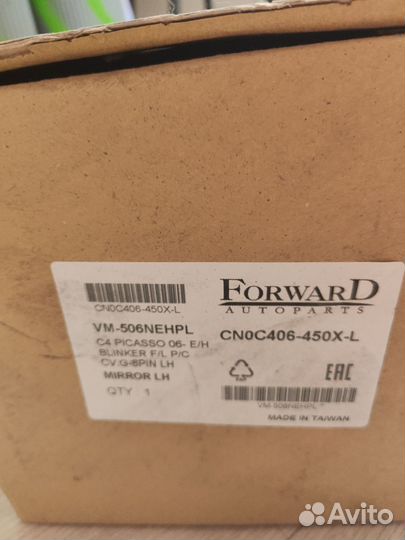 CN0C406-450X-L
VM-506NEHPL
C4 PICASSO 06- E/H
BLINKER F/L P/C
CV:G-8PIN LH
MIRROR LH
QTY 1
FORWARD
AUTOPARTS
CN0C406-450X-L
EAC
VM-506NEHPL
MADE IN TAIWAN
Avito